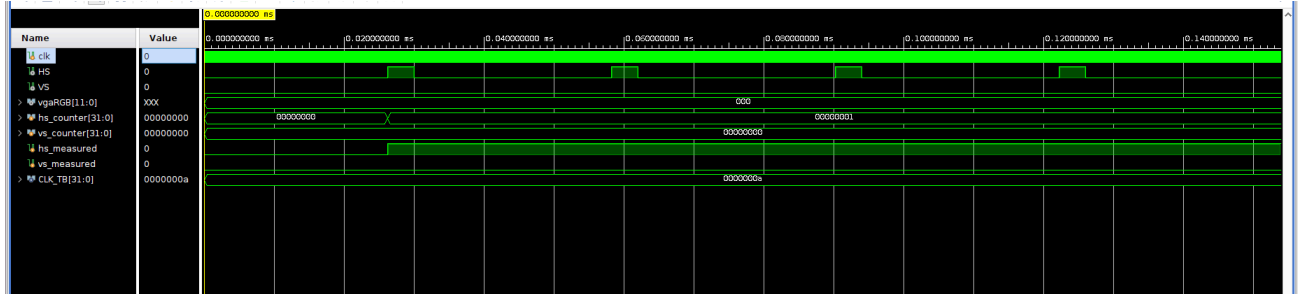 0.000000000 ms
Name Value
0.000000000 ms 0.020000000 ms 0.040000000 ms 0.060000000 ms 0.080000000 ms 0.100000000 ms 0.120000000 ms 0.140000000 ms
clk 0
HS 0
VS 0
vgaRGB[11:0] XXX 000
hs_counter[31:0] 00000000 00000000 00000001
vs_counter[31:0] 00000000 00000000
hs_measured 0
vs_measured 0
CLK_TB[31:0] 0000000a 0000000a